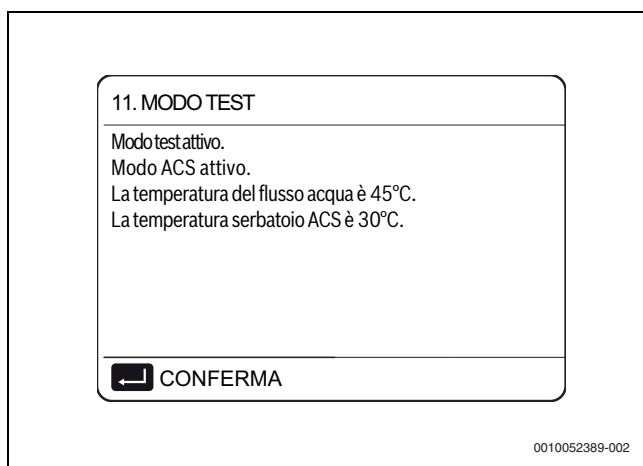 11. MODO TEST
Modo test attivo.
Modo ACS attivo.
La temperatura del flusso acqua è 45°C.
La temperatura serbatoio ACS è 30°C.
CONFERMA
0010052389-002